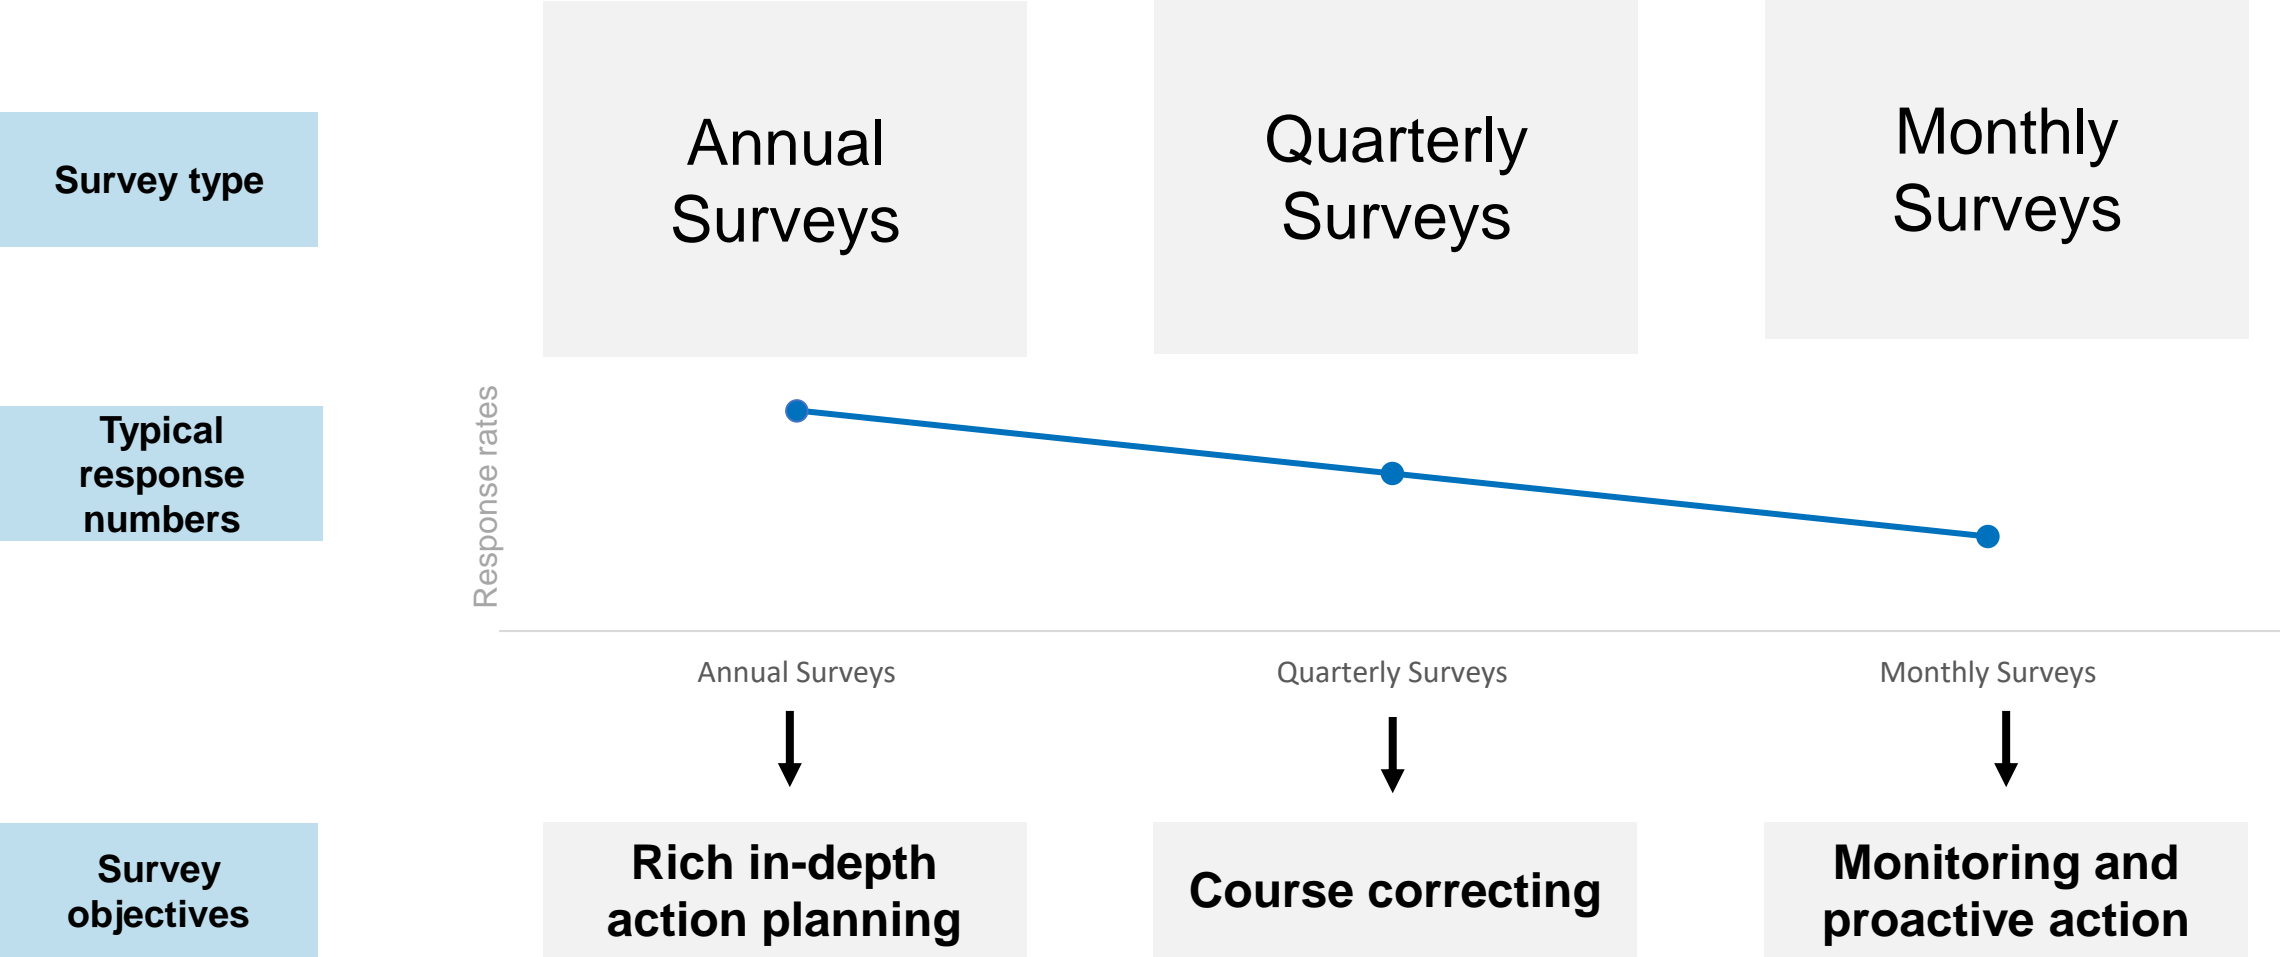 Survey type
Annual
Surveys
Quarterly
Surveys
Monthly
Surveys
Typical
response
numbers
Response rates
Annual Surveys
Quarterly Surveys
Monthly Surveys
Survey
objectives
Rich in-depth
action planning
Course correcting
Monitoring and
proactive action